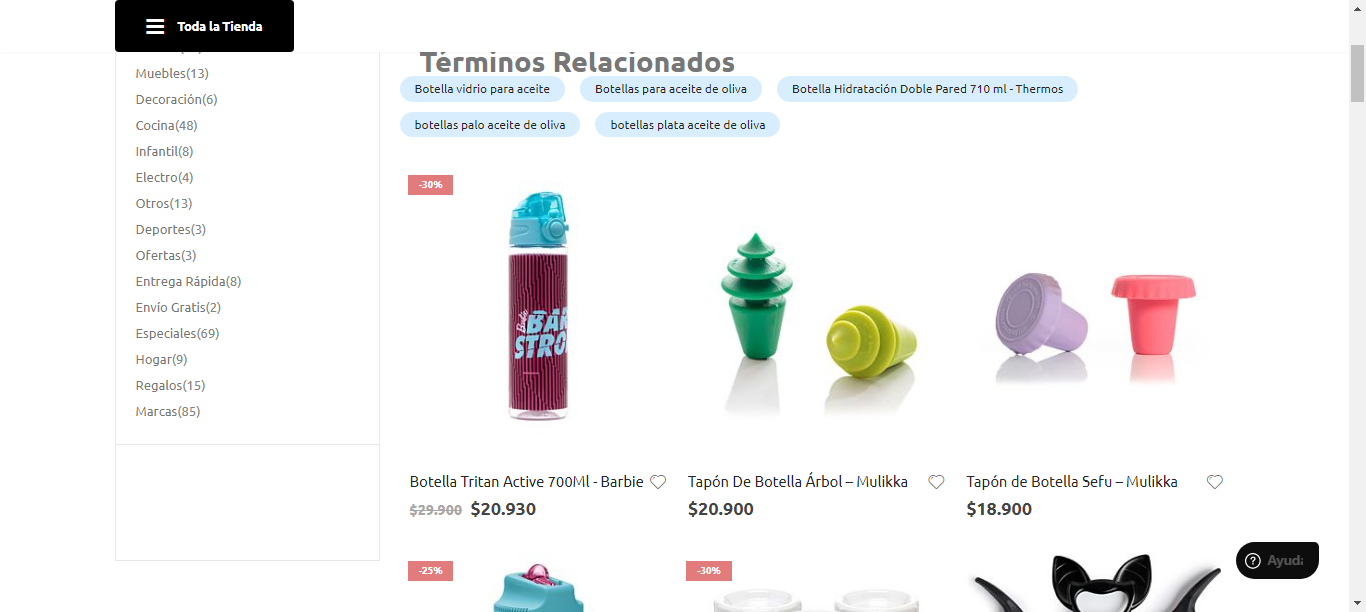 Toda la Tienda
Muebles(13)
Decoración(6)
Cocina(48)
Infantil(8)
Electro(4)
Otros(13)
Deportes(3)
Ofertas(3)
Entrega Rápida(8)
Envío Gratis(2)
Especiales(69)
Hogar(9)
Regalos(15)
Marcas(85)
Términos Relacionados
Botella vidrio para aceite
Botellas para aceite de oliva
Botella Hidratación Doble Pared 710 ml - Thermos
botellas palo aceite de oliva
botellas plata aceite de oliva
-30%
Barbie
BAR
STRO
Botella Tritan Active 700Ml - Barbie
$29.900 $20.930
Tapón De Botella Árbol – Mulikka
$20.900
Tapón de Botella Sefu – Mulikka
$18.900
-25%
-30%
Ayuda